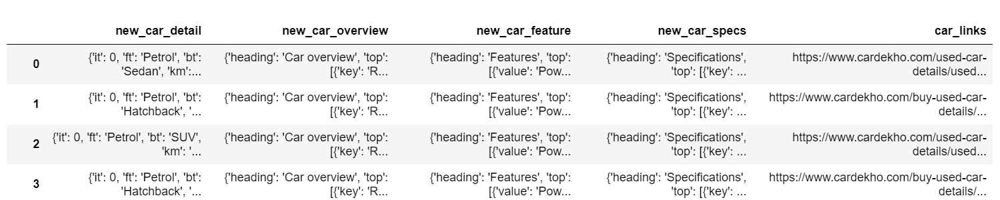 new_car_detail new_car_overview new_car_feature new_car_specs car_links
0 {'it': 0, 'ft': 'Petrol', 'bt': {'heading': 'Car overview', 'top': {'heading': 'Features', 'top': {'heading': 'Specifications', https://www.cardekho.com/used-car-
'Sedan', 'km':... [{'key': 'R... [{'value': 'Pow... 'top': [{'key': ... details/used...
1 {'it': 0, 'ft': 'Petrol', 'bt': {'heading': 'Car overview', 'top': {'heading': 'Features', 'top': {'heading': 'Specifications', https://www.cardekho.com/buy-used-car-
'Hatchback', '... [{'key': 'R... [{'value': 'Pow... 'top': [{'key': ... details/...
2 {'it': 0, 'ft': 'Petrol', 'bt': 'SUV', {'heading': 'Car overview', 'top': {'heading': 'Features', 'top': {'heading': 'Specifications', https://www.cardekho.com/used-car-
'km': '... [{'key': 'R... [{'value': 'Pow... 'top': [{'key': ... details/used...
3 {'it': 0, 'ft': 'Petrol', 'bt': {'heading': 'Car overview', 'top': {'heading': 'Features', 'top': {'heading': 'Specifications', https://www.cardekho.com/buy-used-car-
'Hatchback', '... [{'key': 'R... [{'value': 'Pow... 'top': [{'key': ... details/...